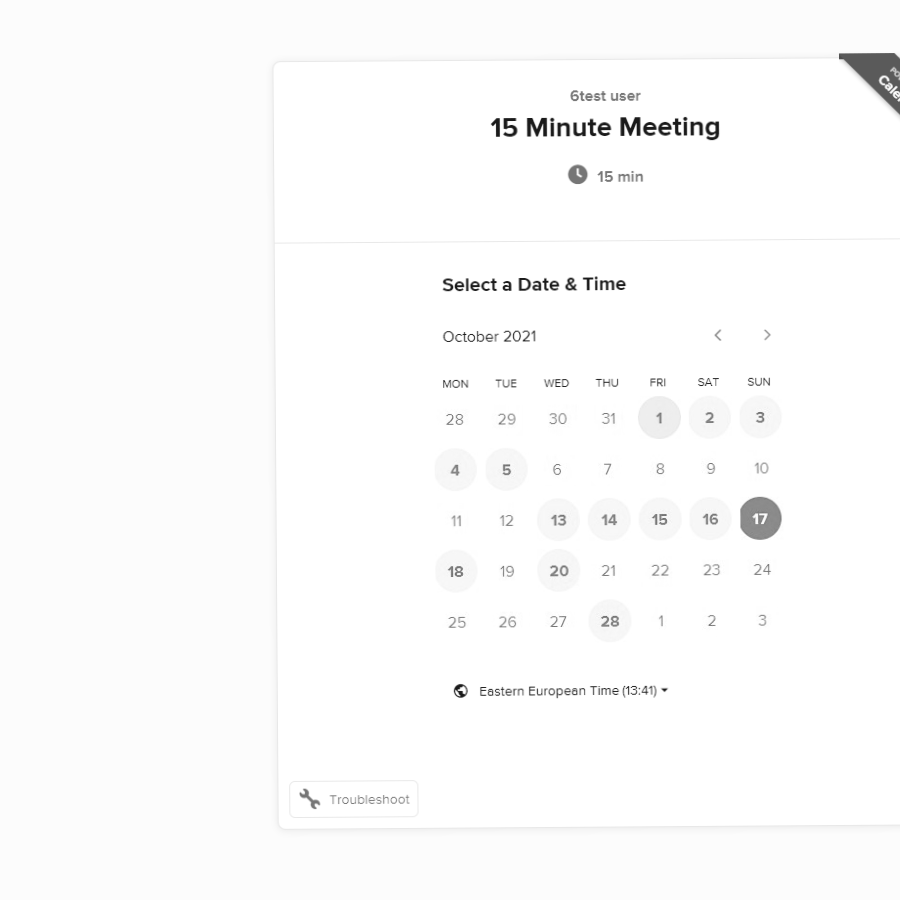 6test user
15 Minute Meeting
15 min
Select a Date & Time
October 2021
MON TUE WED THU FRI SAT SUN
28 29 30 31 1 2 3
4 5 6 7 8 9 10
11 12 13 14 15 16 17
18 19 20 21 22 23 24
25 26 27 28 1 2 3
Eastern European Time (13:41)
Troubleshoot